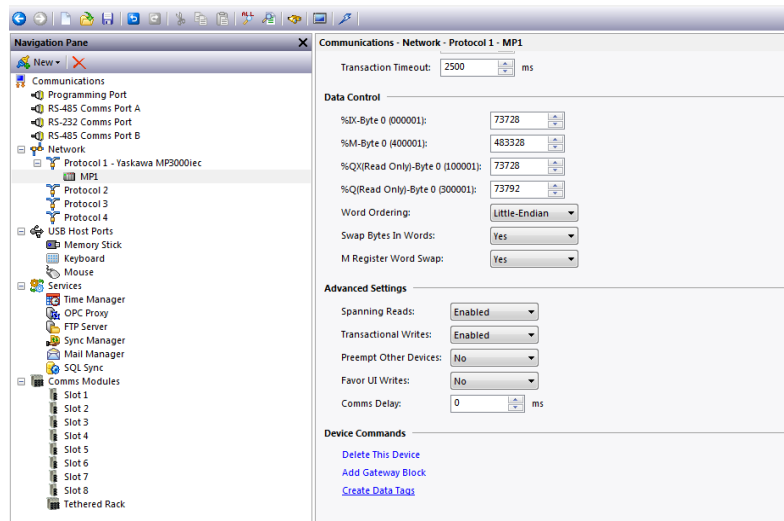 ALL
Navigation Pane
New
Communications
Programming Port
RS-485 Comms Port A
RS-232 Comms Port
RS-485 Comms Port B
Network
Protocol 1 - Yaskawa MP3000iec
MP1
Protocol 2
Protocol 3
Protocol 4
USB Host Ports
Memory Stick
Keyboard
Mouse
Services
Time Manager
OPC Proxy
FTP Server
Sync Manager
Mail Manager
SQL Sync
Comms Modules
Slot 1
Slot 2
Slot 3
Slot 4
Slot 5
Slot 6
Slot 7
Slot 8
Tethered Rack
Communications - Network - Protocol 1 - MP1
Transaction Timeout: 2500 ms
Data Control
%IX-Byte 0 (000001): 73728
%M-Byte 0 (400001): 483328
%QX(Read Only)-Byte 0 (100001): 73728
%Q(Read Only)-Byte 0 (300001): 73792
Word Ordering: Little-Endian
Swap Bytes In Words: Yes
M Register Word Swap: Yes
Advanced Settings
Spanning Reads: Enabled
Transactional Writes: Enabled
Preempt Other Devices: No
Favor UI Writes: No
Comms Delay: 0 ms
Device Commands
Delete This Device
Add Gateway Block
Create Data Tags